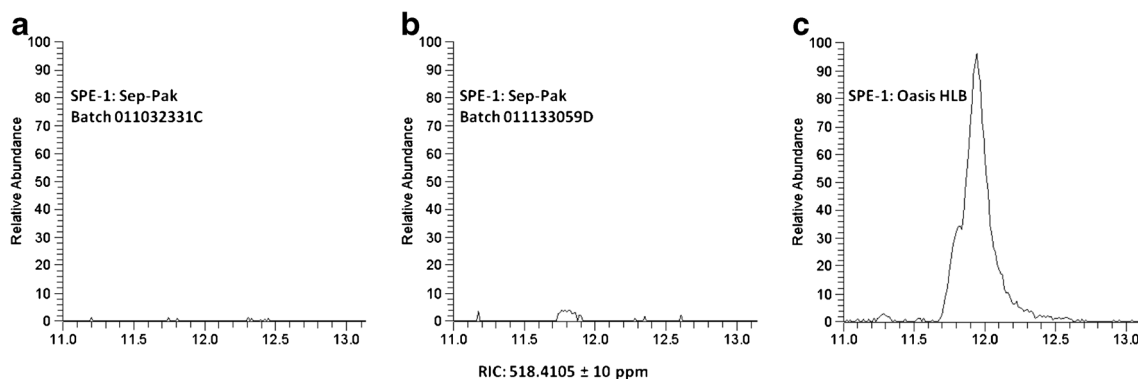 a
100
90
80
70
60
50
40
30
20
10
0
Relative Abundance
SPE-1: Sep-Pak
Batch 011032331C
11.0 11.5 12.0 12.5 13.0
b
100
90
80
70
60
50
40
30
20
10
0
Relative Abundance
SPE-1: Sep-Pak
Batch 011133059D
11.0 11.5 12.0 12.5 13.0
RIC: 518.4105 ± 10 ppm
c
100
90
80
70
60
50
40
30
20
10
0
Relative Abundance
SPE-1: Oasis HLB
11.0 11.5 12.0 12.5 13.0